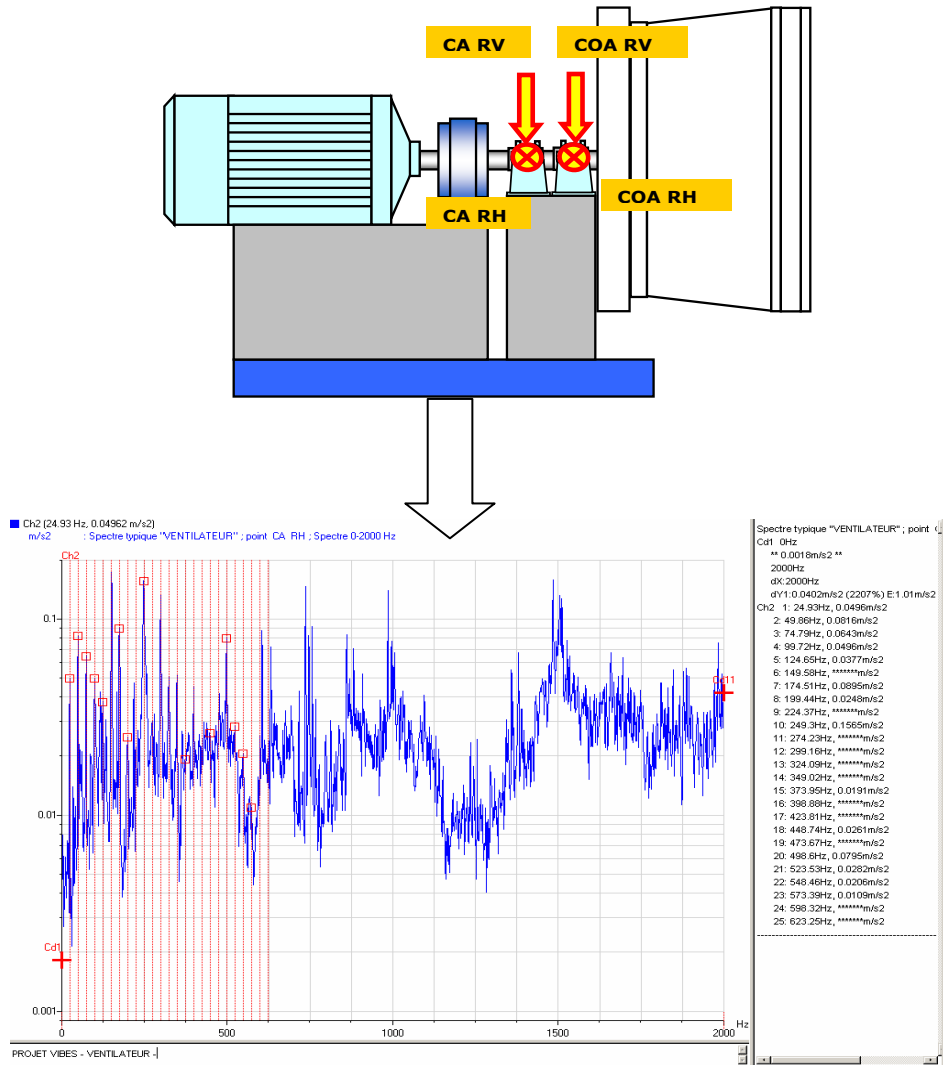 CA RV
COA RV
CA RH
COA RH
Ch2 (24.93 Hz, 0.04962 m/s2)
m/s2 : Spectre typique "VENTILATEUR" ; point CA RH ; Spectre 0-2000 Hz
Ch2
0.1
0.01
0.001
Cd1
Cd11
0
500
1000
1500
2000
Hz
PROJET VIBES - VENTILATEUR -
Spectre typique "VENTILATEUR" ; point
Cd1 0Hz
** 0.0018m/s2 **
2000Hz
dX:2000Hz
dY1:0.0402m/s2 (2207%) E:1.01m/s2
Ch2 1: 24.93Hz, 0.0496m/s2
2: 49.86Hz, 0.0816m/s2
3: 74.79Hz, 0.0643m/s2
4: 99.72Hz, 0.0496m/s2
5: 124.65Hz, 0.0377m/s2
6: 149.58Hz, *******m/s2
7: 174.51Hz, 0.0895m/s2
8: 199.44Hz, 0.0248m/s2
9: 224.37Hz, *******m/s2
10: 249.3Hz, 0.1565m/s2
11: 274.23Hz, *******m/s2
12: 299.16Hz, *******m/s2
13: 324.09Hz, *******m/s2
14: 349.02Hz, *******m/s2
15: 373.95Hz, 0.0191m/s2
16: 398.88Hz, *******m/s2
17: 423.81Hz, *******m/s2
18: 448.74Hz, 0.0261m/s2
19: 473.67Hz, *******m/s2
20: 498.6Hz, 0.0795m/s2
21: 523.53Hz, 0.0282m/s2
22: 548.46Hz, 0.0206m/s2
23: 573.39Hz, 0.0109m/s2
24: 598.32Hz, *******m/s2
25: 623.25Hz, *******m/s2